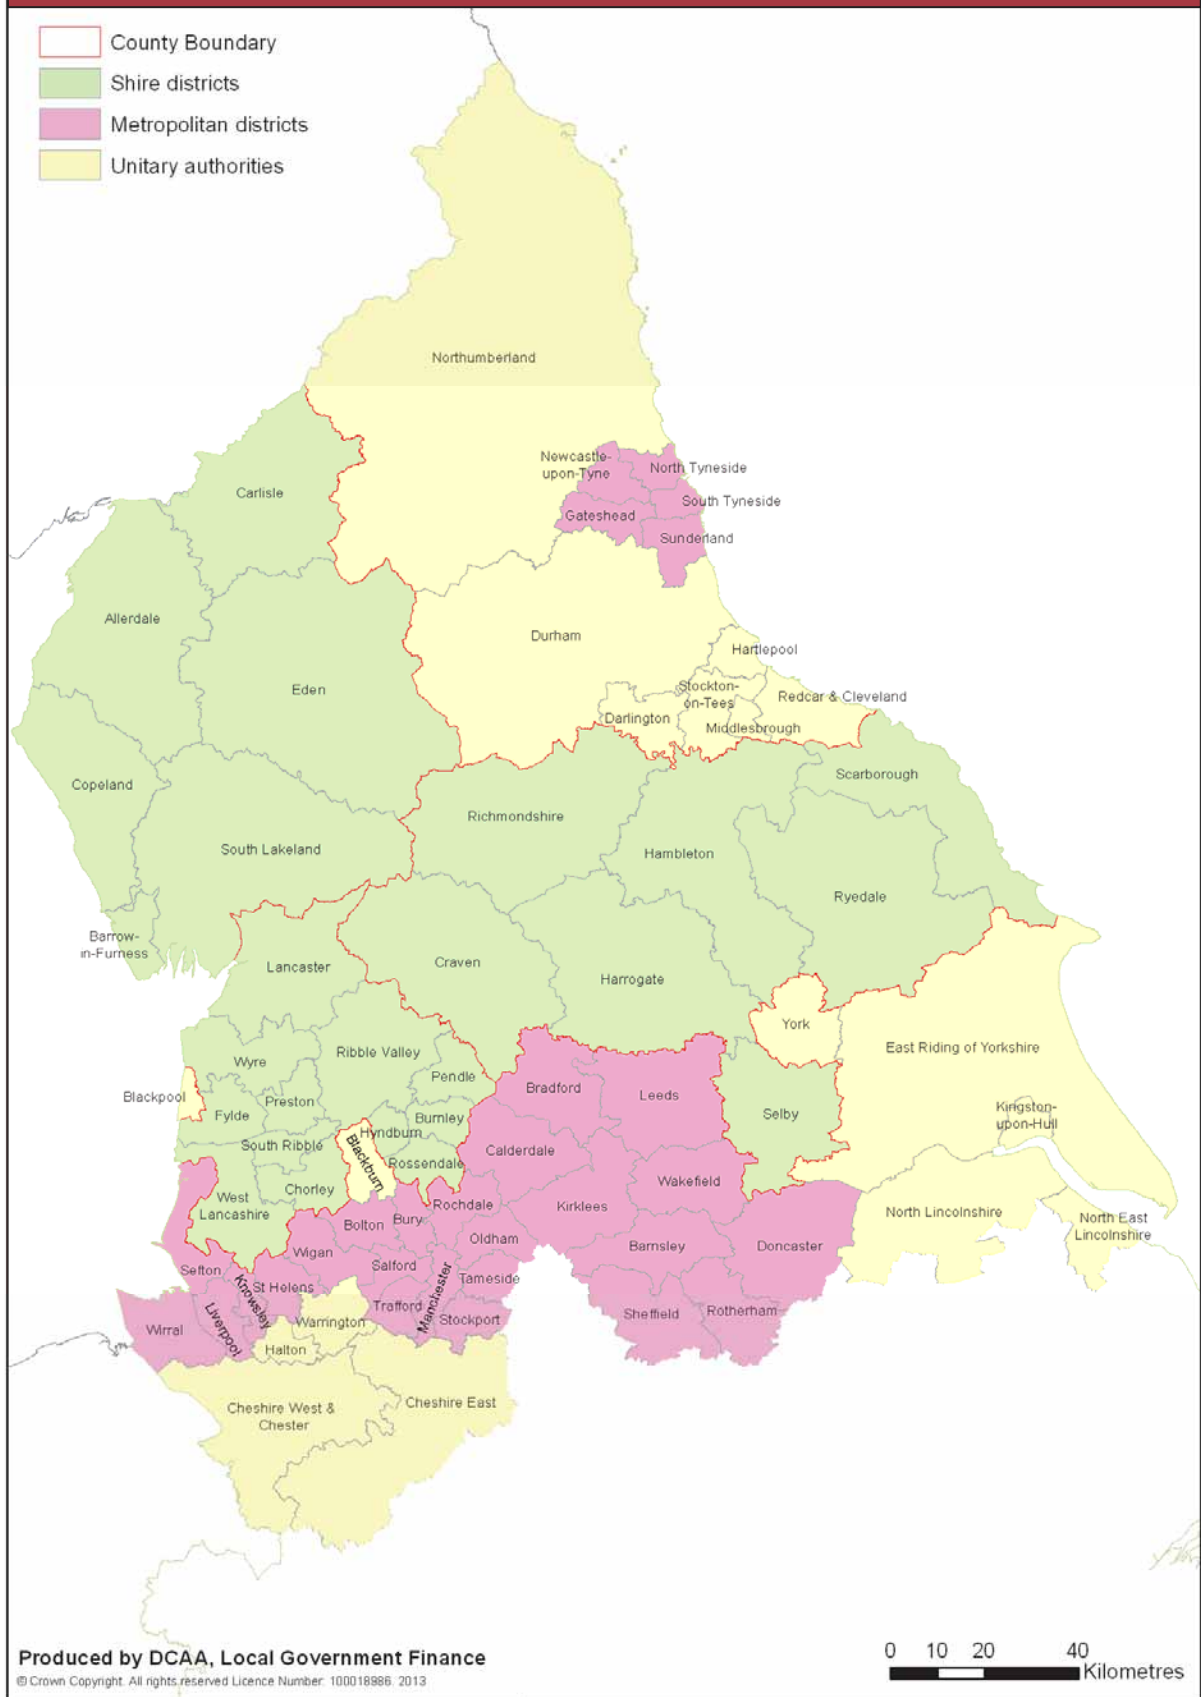 County Boundary
Shire districts
Metropolitan districts
Unitary authorities
Northumberland
Newcastle-
upon-Tyne
North Tyneside
Carlisle
South Tyneside
Gateshead
Sunderland
Allerdale
Durham
Hartlepool
Eden
Stockton-
on-Tees
Redcar & Cleveland
Darlington
Middlesbrough
Scarborough
Copeland
Richmondshire
South Lakeland
Hambleton
Ryedale
Barrow-
in-Furness
Lancaster
Craven
Harrogate
York
East Riding of Yorkshire
Ribble Valley
Wyre
Pendle
Bradford
Leeds
Blackpool
Preston
Fylde
Burnley
Selby
Kingston-
upon-Hull
Hyndburn
South Ribble
Blackburn
Calderdale
Rossendale
Wakefield
Chorley
West
Lancashire
Rochdale
Kirklees
North Lincolnshire
Bolton
Bury
North East
Lincolnshire
Oldham
Barnsley
Doncaster
Wigan
Salford
Sefton
Tameside
St Helens
Knowsley
Manchester
Trafford
Sheffield
Rotherham
Stockport
Warrington
Wirral
Liverpool
Halton
Cheshire West &
Chester
Cheshire East
Produced by DCAA, Local Government Finance
© Crown Copyright. All rights reserved Licence Number: 100018986. 2013
0 10 20 40
Kilometres